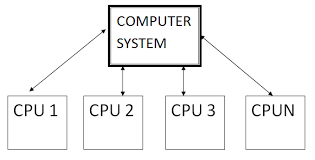 COMPUTER
SYSTEM
CPU 1
CPU 2
CPU 3
CPUN